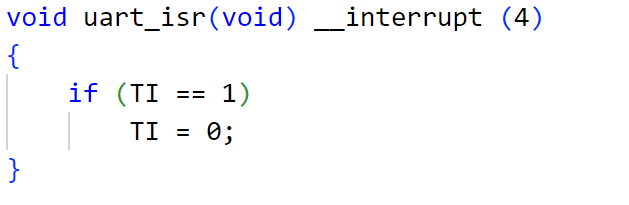 void uart_isr(void) __interrupt (4)
{
    if (TI == 1)
        TI = 0;
}